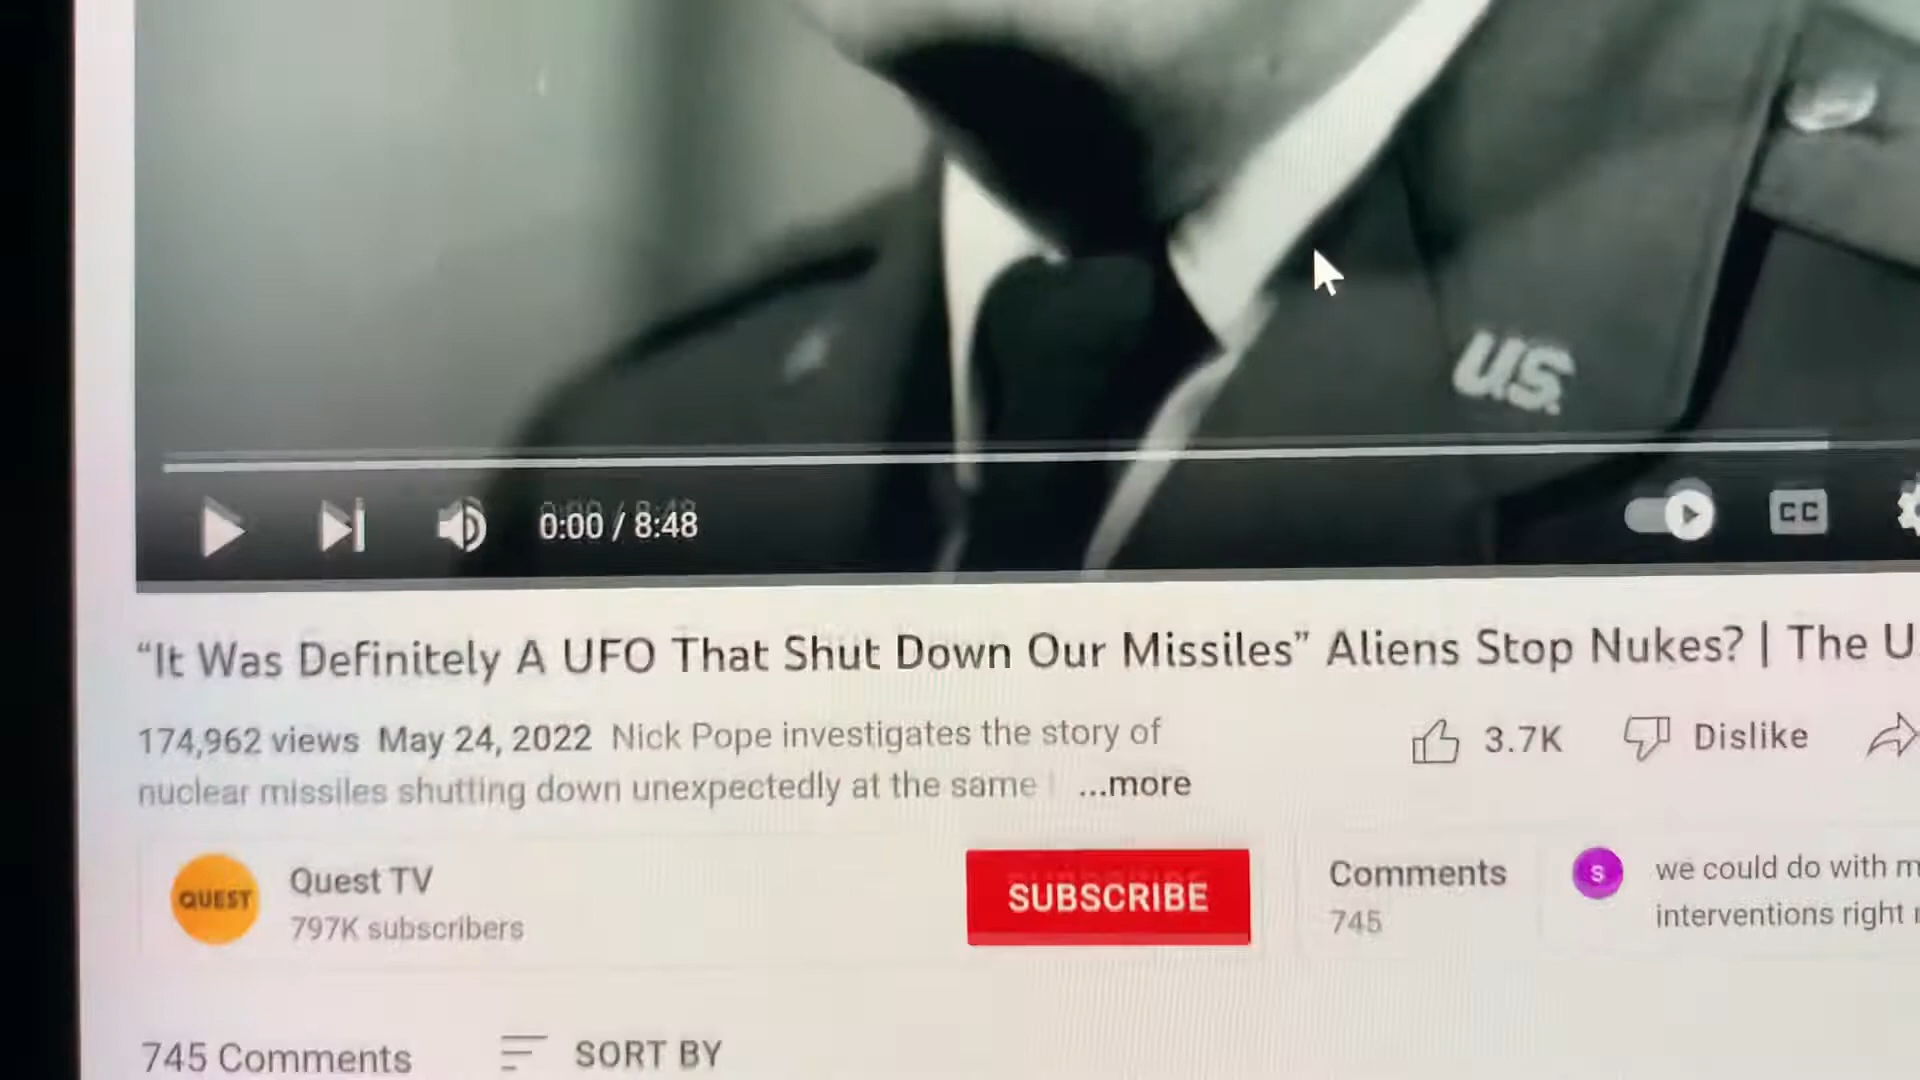 U.S.
0:00 / 8:48
CC
“It Was Definitely A UFO That Shut Down Our Missiles” Aliens Stop Nukes? | The
174,962 views May 24, 2022 Nick Pope investigates the story of
nuclear missiles shutting down unexpectedly at the same ...more
3.7K Dislike
QUEST
Quest TV
797K subscribers
SUBSCRIBE
Comments
745
S
we could do with
interventions right
745 Comments
SORT BY